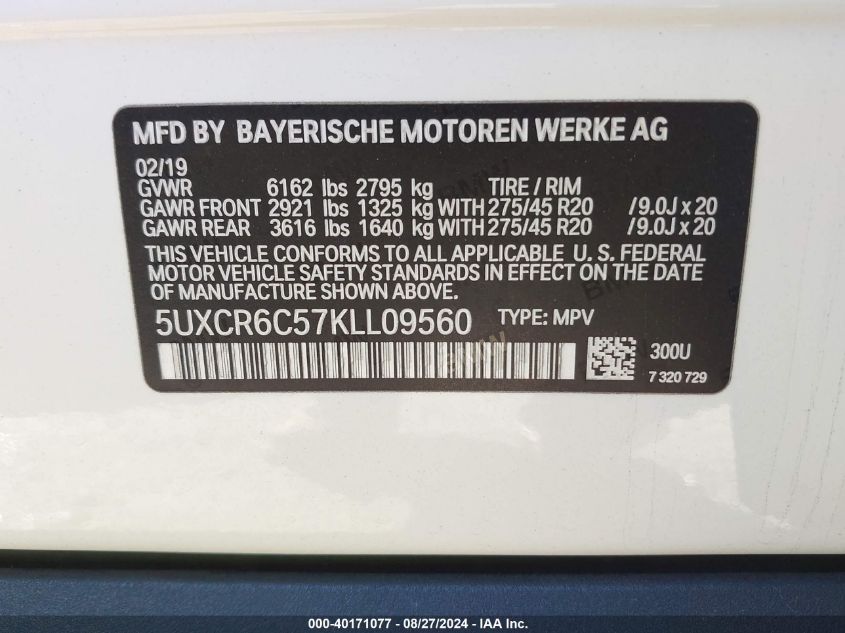 MFD BY BAYERISCHE MOTOREN WERKE AG
02/19
GVWR 6162 lbs 2795 kg TIRE / RIM
GAWR FRONT 2921 lbs 1325 kg WITH 275/45 R20 /9.0J x 20
GAWR REAR 3616 lbs 1640 kg WITH 275/45 R20 /9.0J x 20
THIS VEHICLE CONFORMS TO ALL APPLICABLE U. S. FEDERAL
MOTOR VEHICLE SAFETY STANDARDS IN EFFECT ON THE DATE
OF MANUFACTURE SHOWN ABOVE.
5UXCR6C57KLL09560 TYPE: MPV
300U
7 320 729
000-40171077 - 08/27/2024 - IAA Inc.